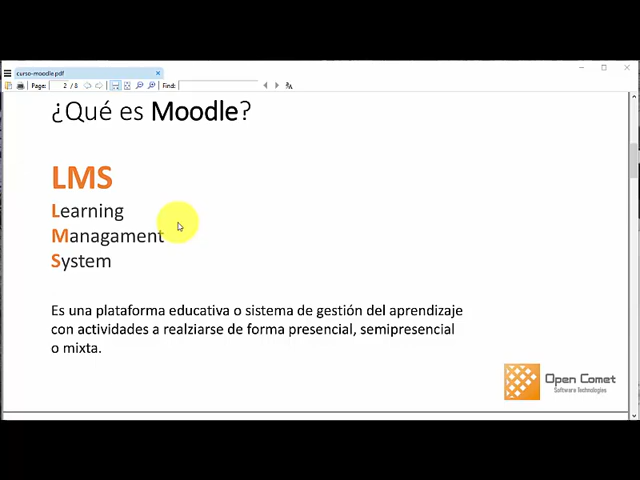 curso-moodle.pdf
Page: 2 / 8 Find:
¿Qué es Moodle?
LMS
Learning
Managament
System
Es una plataforma educativa o sistema de gestión del aprendizaje
con actividades a realziarse de forma presencial, semipresencial
o mixta.
Open Comet
Software Technologies